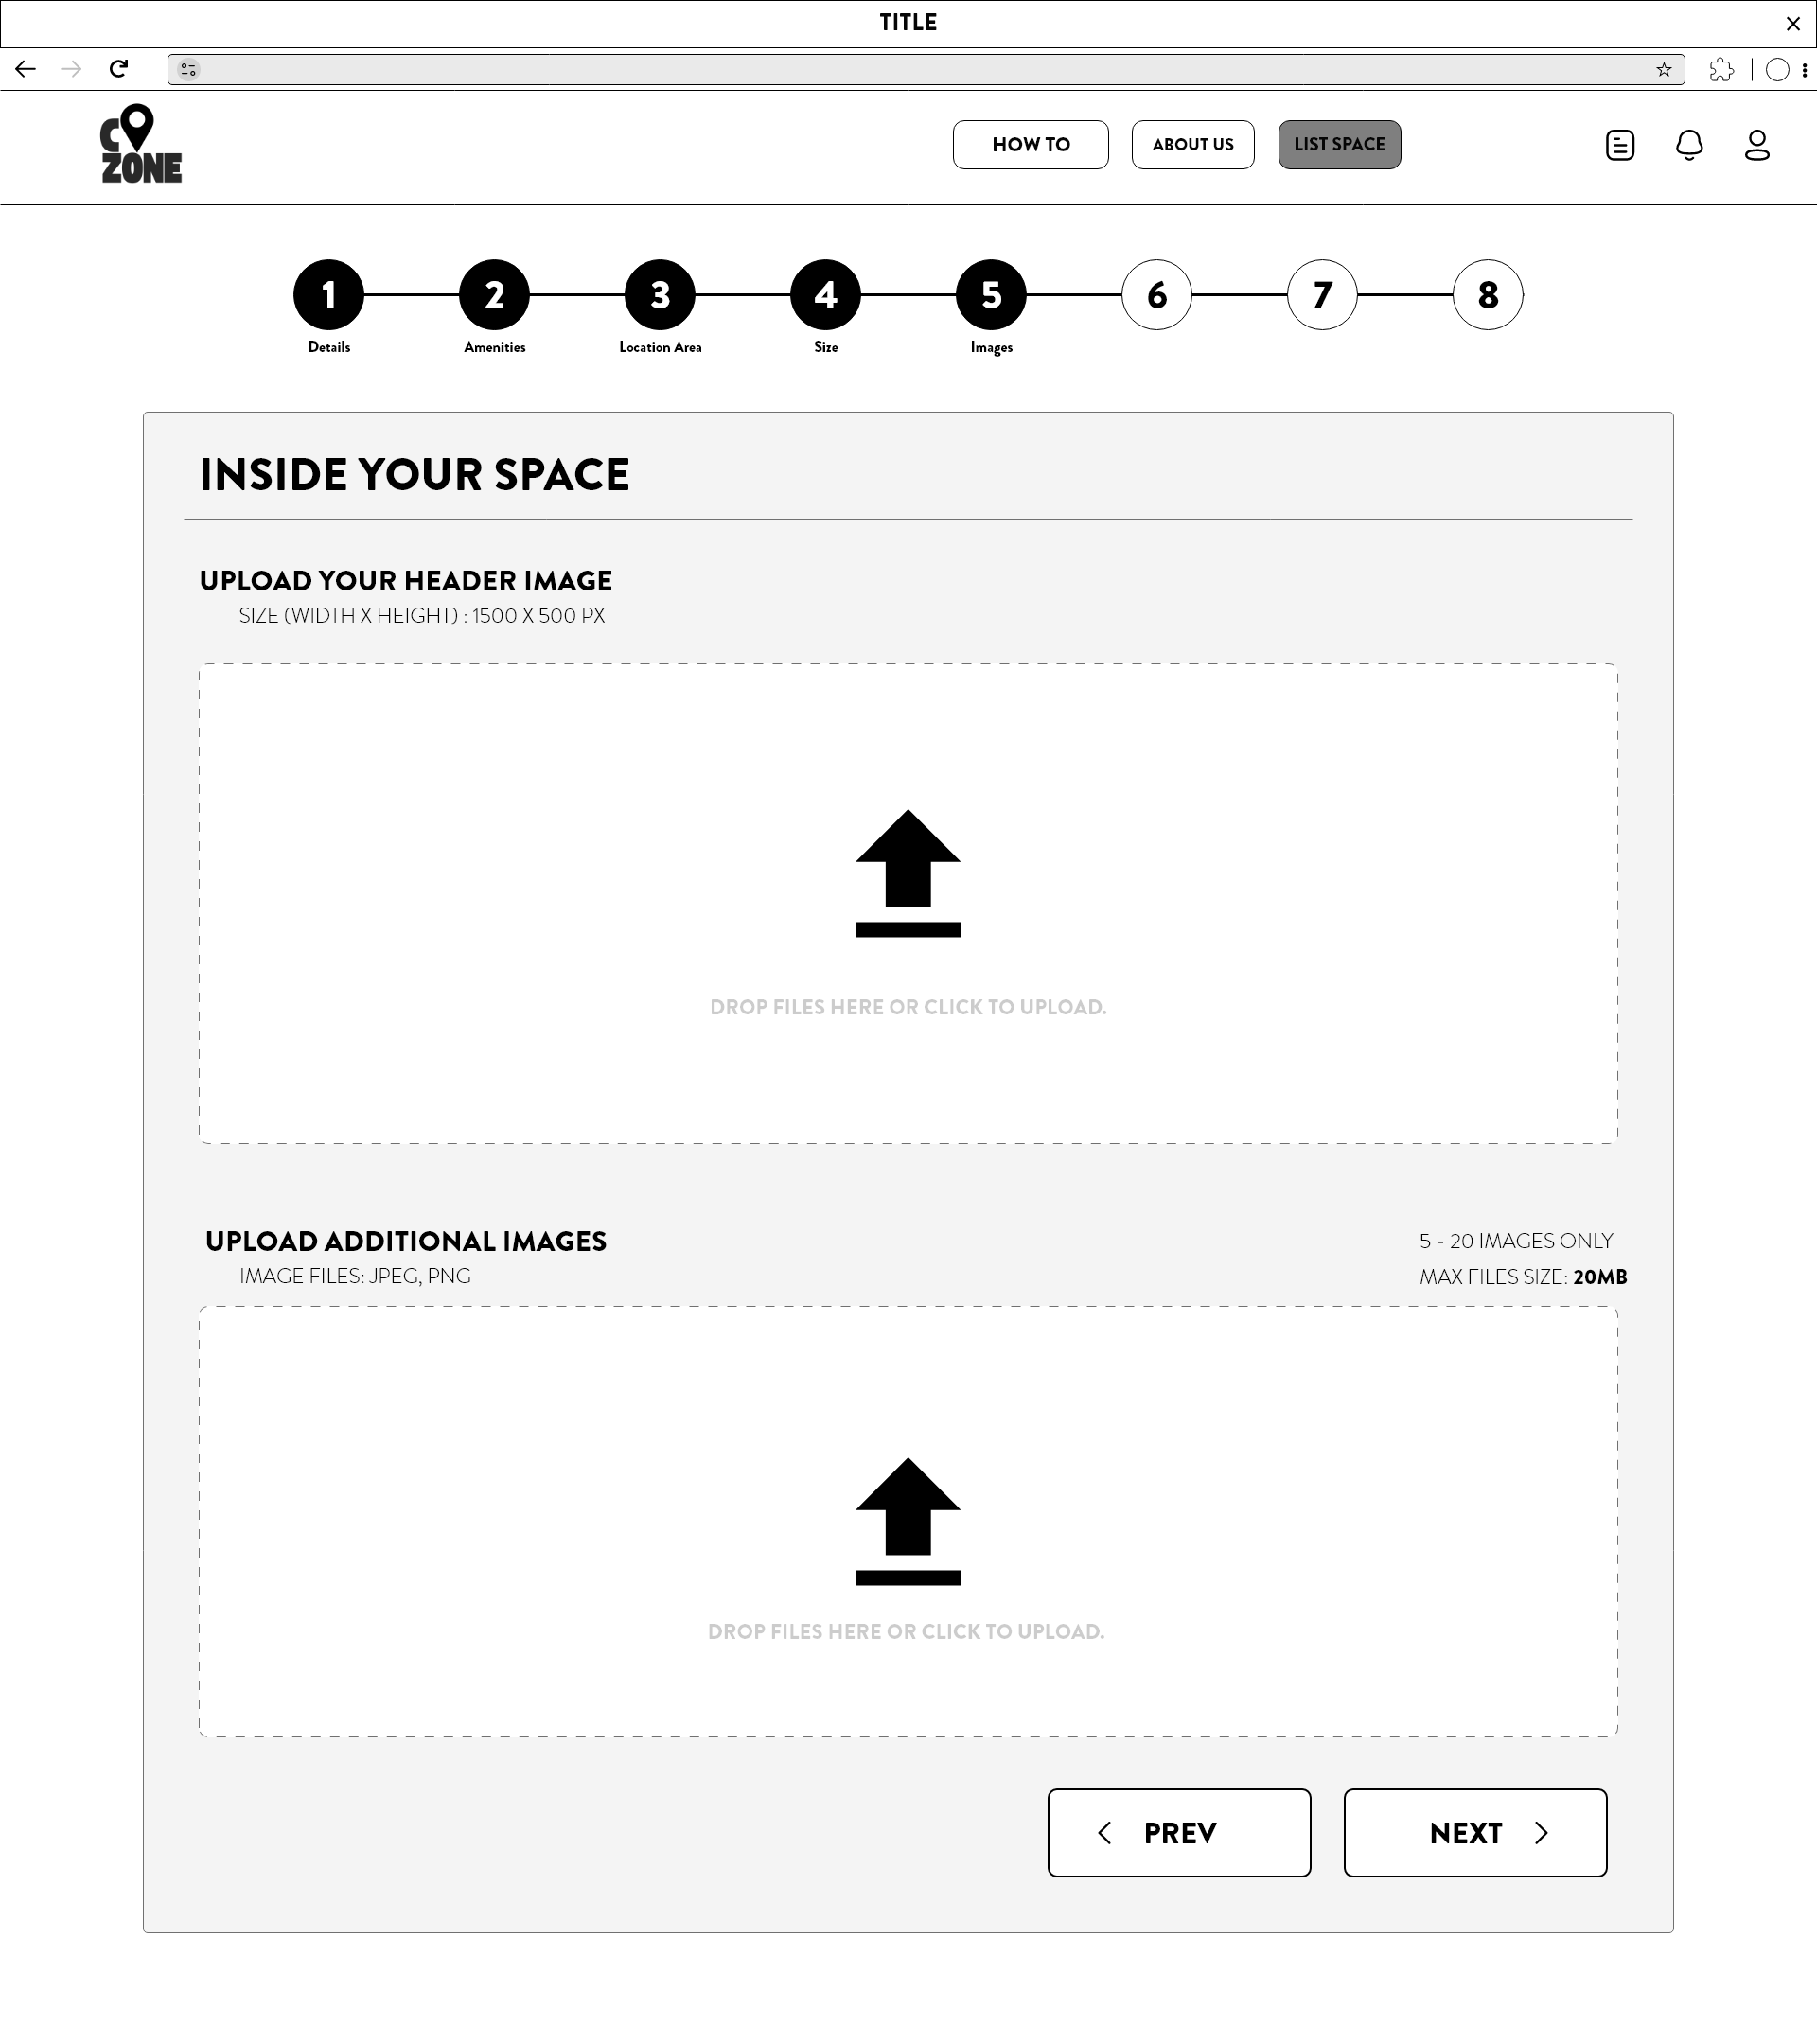 TITLE
CO
ZONE
HOW TO
ABOUT US
LIST SPACE
1
2
3
4
5
6
7
8
Details
Amenities
Location Area
Size
Images
INSIDE YOUR SPACE
UPLOAD YOUR HEADER IMAGE
SIZE (WIDTH X HEIGHT) : 1500 X 500 PX
DROP FILES HERE OR CLICK TO UPLOAD.
UPLOAD ADDITIONAL IMAGES
5 - 20 IMAGES ONLY
IMAGE FILES: JPEG, PNG
MAX FILES SIZE: 20MB
DROP FILES HERE OR CLICK TO UPLOAD.
PREV
NEXT